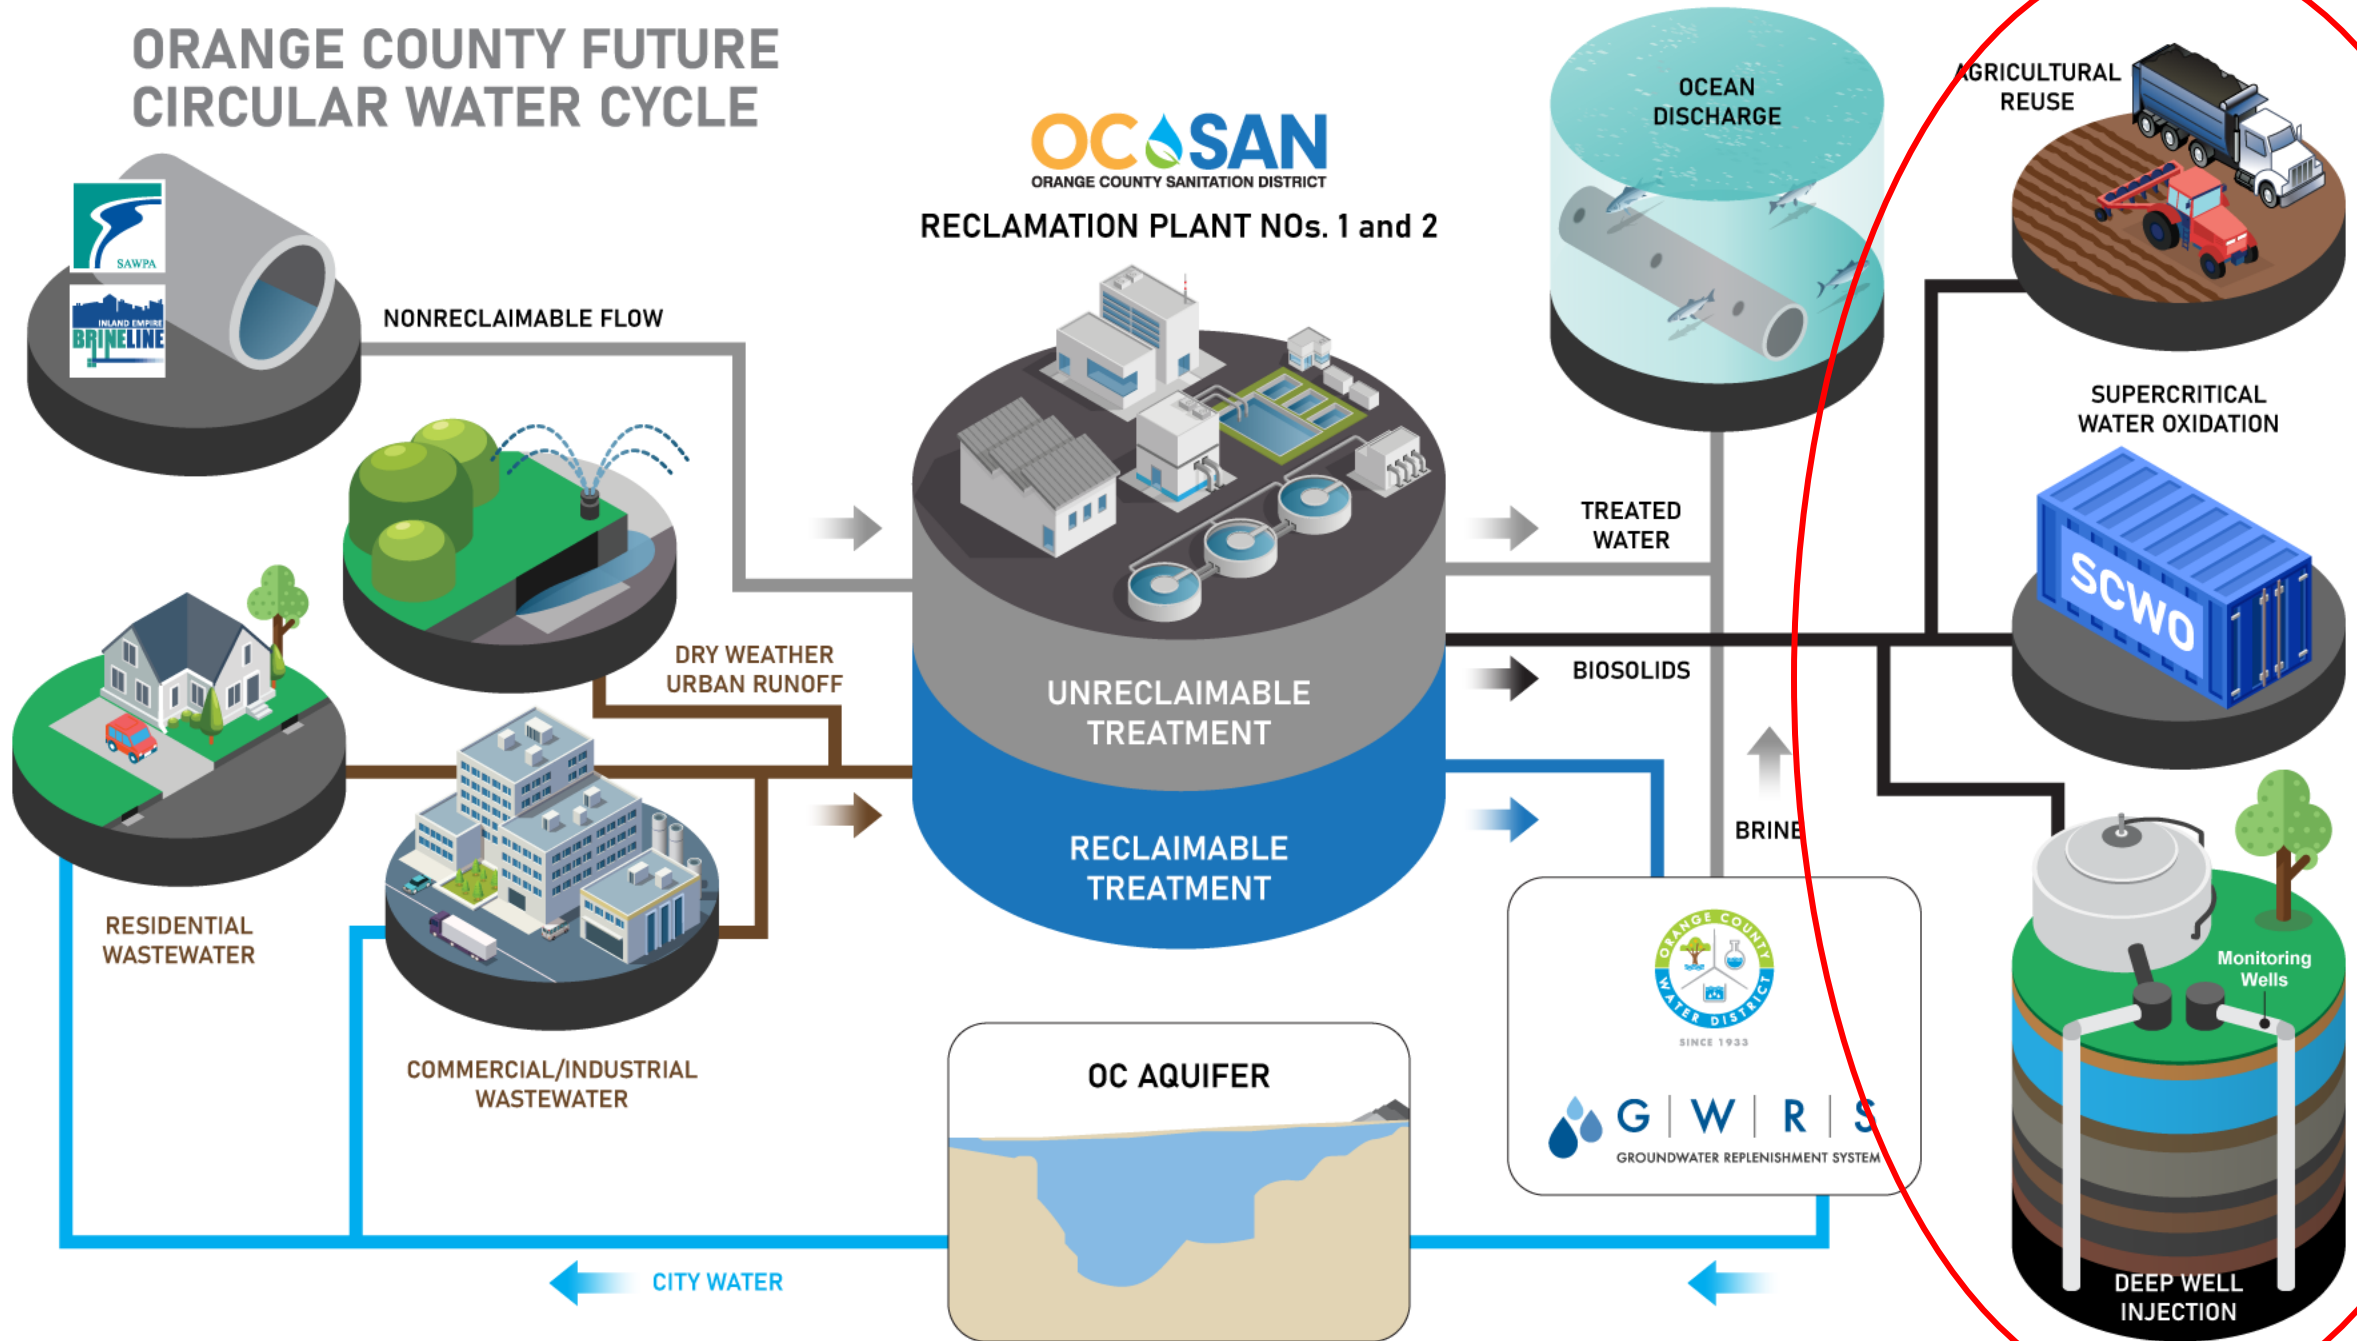 ORANGE COUNTY FUTURE
CIRCULAR WATER CYCLE
SAWPA
INLAND EMPIRE
BRINELINE
NONRECLAIMABLE FLOW
OC SAN
ORANGE COUNTY SANITATION DISTRICT
RECLAMATION PLANT NOs. 1 and 2
OCEAN
DISCHARGE
AGRICULTURAL
REUSE
SUPERCRITICAL
WATER OXIDATION
SCWO
TREATED
WATER
BIOSOLIDS
DRY WEATHER
URBAN RUNOFF
UNRECLAIMABLE
TREATMENT
RECLAIMABLE
TREATMENT
BRINE
RESIDENTIAL
WASTEWATER
COMMERCIAL/INDUSTRIAL
WASTEWATER
OC AQUIFER
ORANGE COUNTY
WATER DISTRICT
SINCE 1933
G | W | R | S
GROUNDWATER REPLENISHMENT SYSTEM
Monitoring
Wells
CITY WATER
DEEP WELL
INJECTION